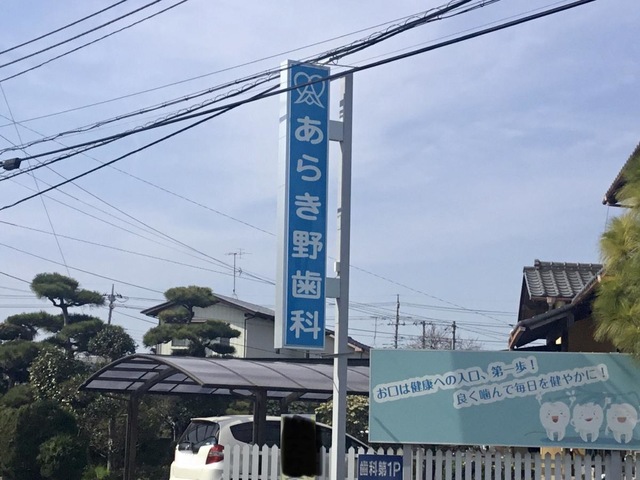 あらき野歯科
お口は健康への入口、第一歩！
良く噛んで毎日を健やかに！
歯科第1P